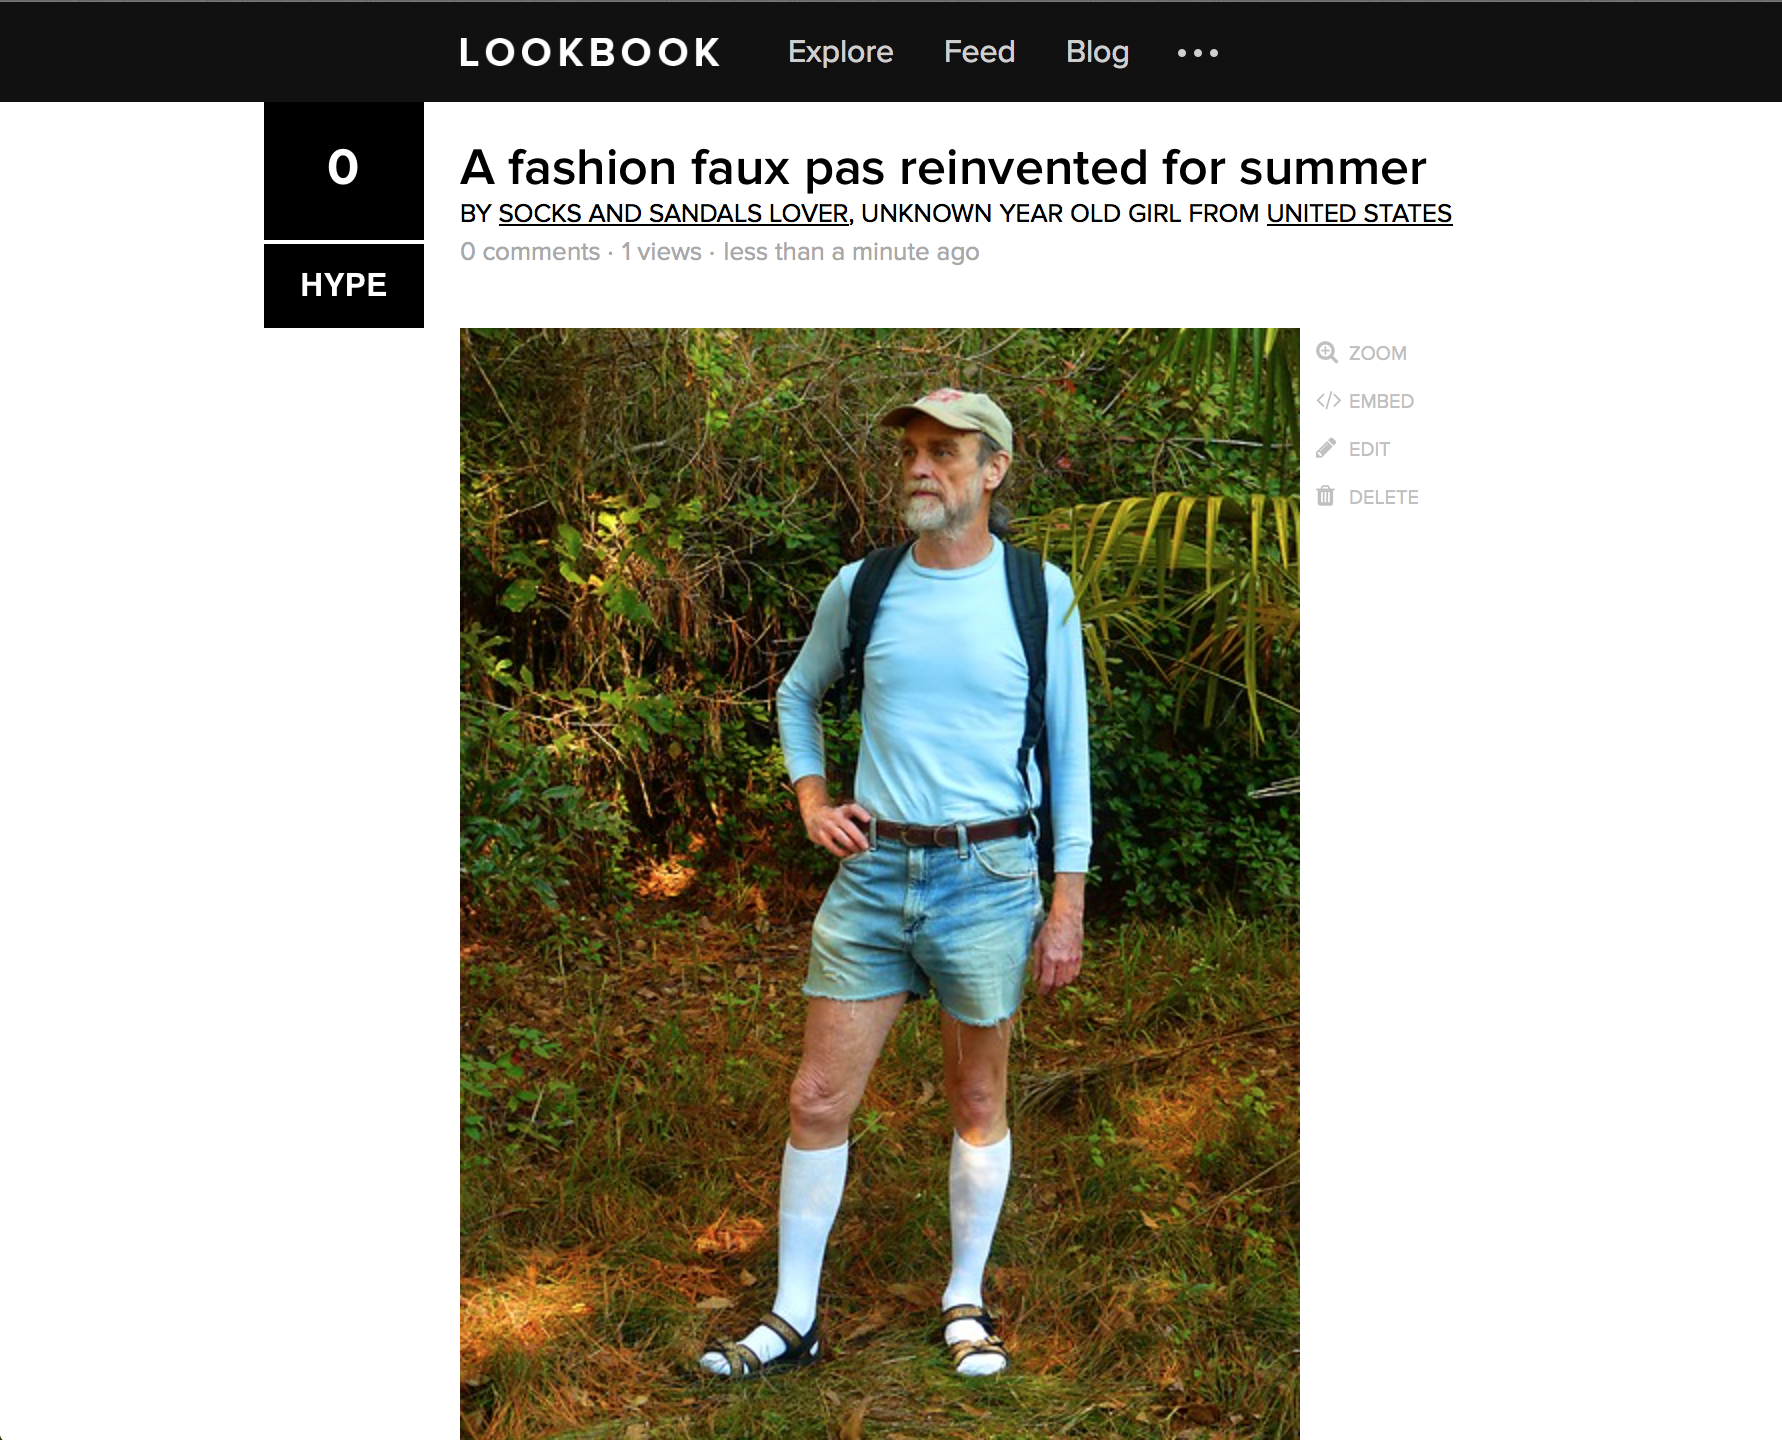 LOOKBOOK Explore Feed Blog •••
0
HYPE
A fashion faux pas reinvented for summer
BY SOCKS AND SANDALS LOVER, UNKNOWN YEAR OLD GIRL FROM UNITED STATES
0 comments · 1 views · less than a minute ago
ZOOM
</> EMBED
EDIT
DELETE